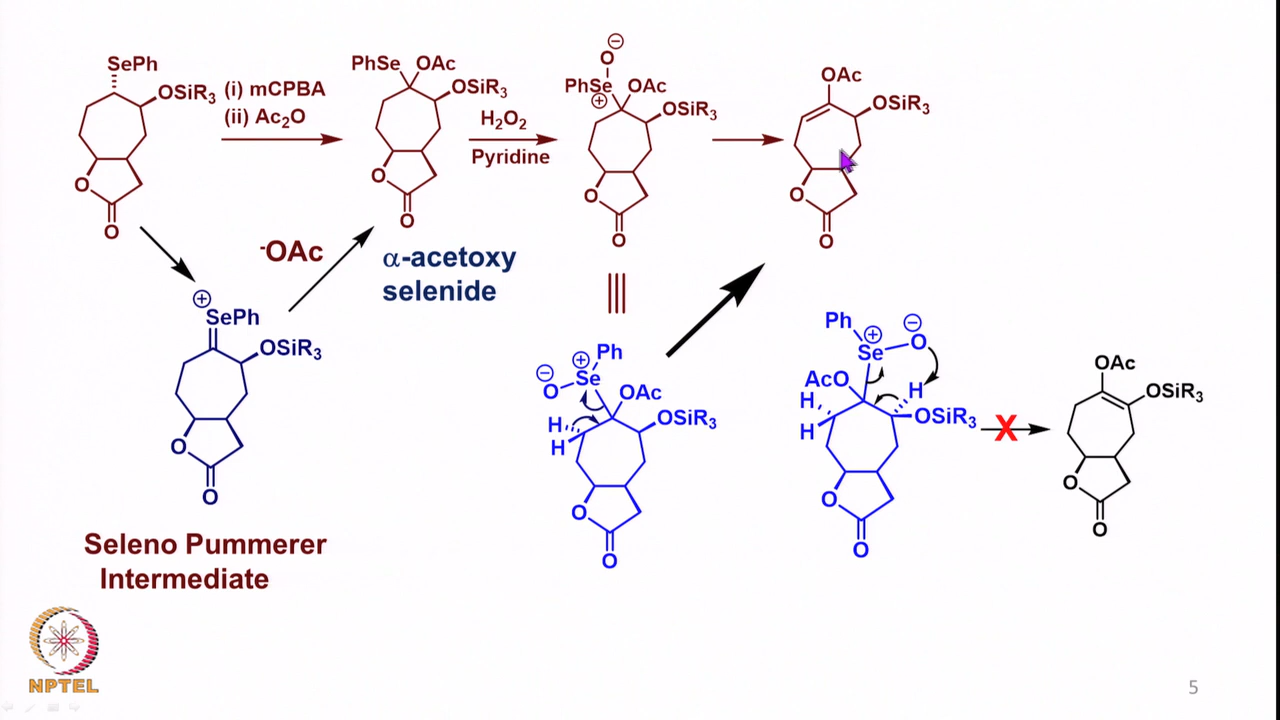 SePh
OSiR₃
(i) mCPBA
(ii) Ac₂O
O
O
PhSe
OAc
OSiR₃
O
O
H₂O₂
Pyridine
⊖
O
PhSe
⊕
OAc
OSiR₃
O
O
OAc
OSiR₃
O
O
⁻OAc
α-acetoxy
selenide
⊕
SePh
OSiR₃
O
O
Seleno Pummerer
Intermediate
⊖
O
⊕
Se
Ph
OAc
H
H
OSiR₃
O
O
Ph
⊕
Se
⊖
O
AcO
H
H
H
OSiR₃
O
O
X
OAc
OSiR₃
O
O
NPTEL
5